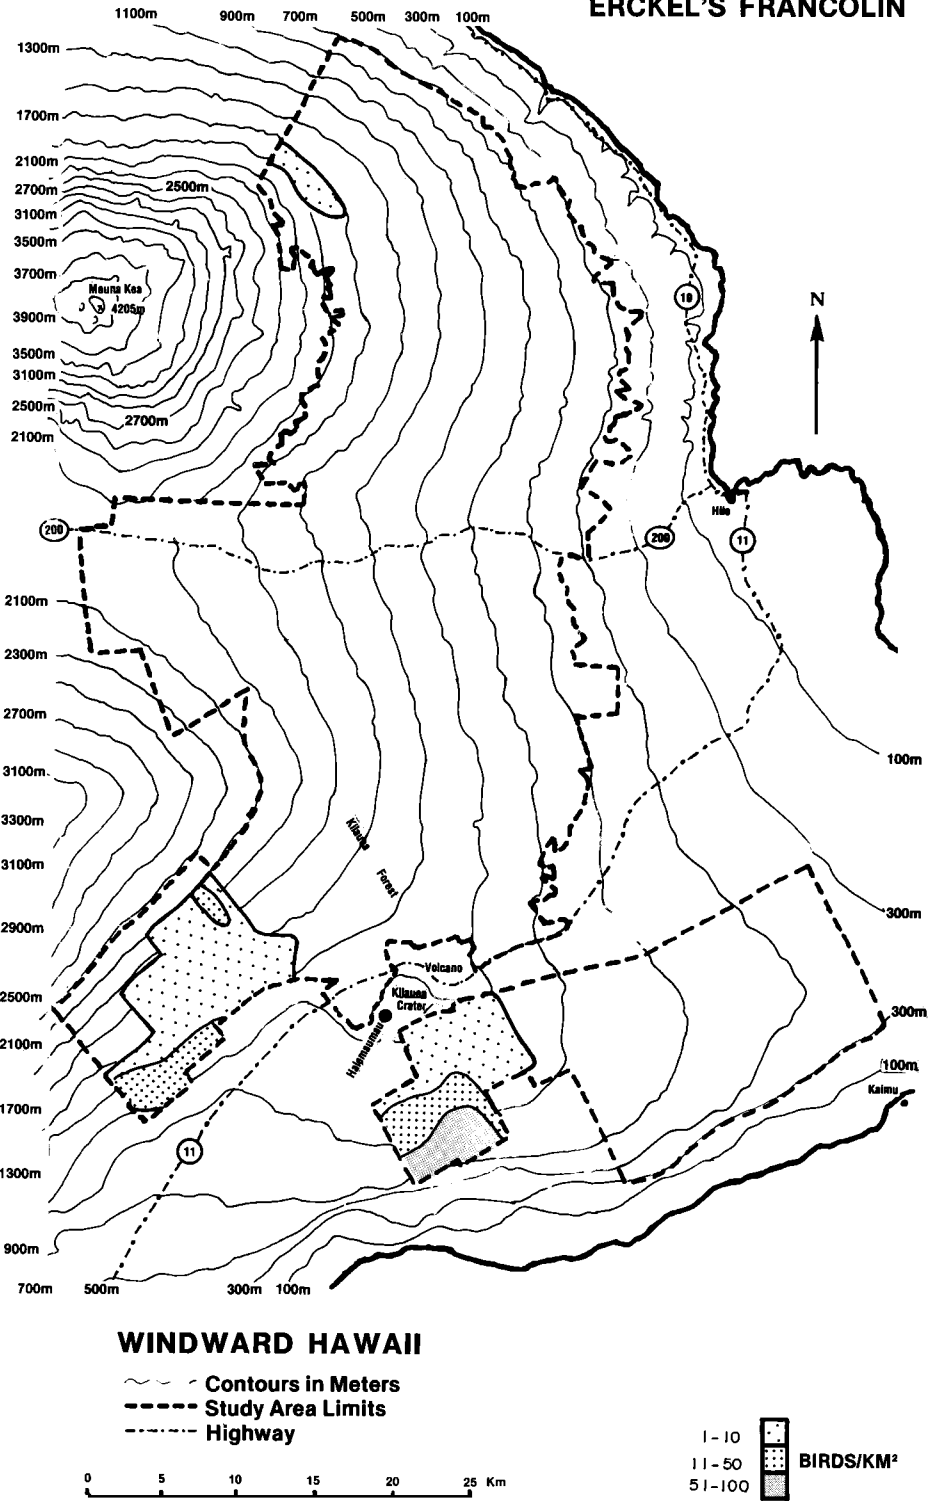 ERCKEL'S FRANCOLIN
1100m 900m 700m 500m 300m 100m
1300m
1700m
2100m
2700m 2500m
3100m
3500m
3700m
Mauna Kea
4205m
3900m
3500m
3100m
2500m
2700m
2100m
19
N
Hilo
200
200
11
2100m
2300m
2700m
3100m
3300m
3100m
2900m
2500m
2100m
1700m
1300m
900m
700m 500m 300m 100m
100m
300m
300m
100m
Kaimu
Kilauea
Forest
Volcano
Kilauea
Crater
Halemaumau
11
WINDWARD HAWAII
Contours in Meters
Study Area Limits
Highway
0 5 10 15 20 25 Km
1-10
11-50 BIRDS/KM²
51-100